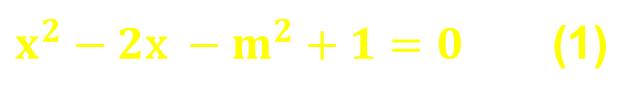 x² − 2x − m² + 1 = 0 (1)